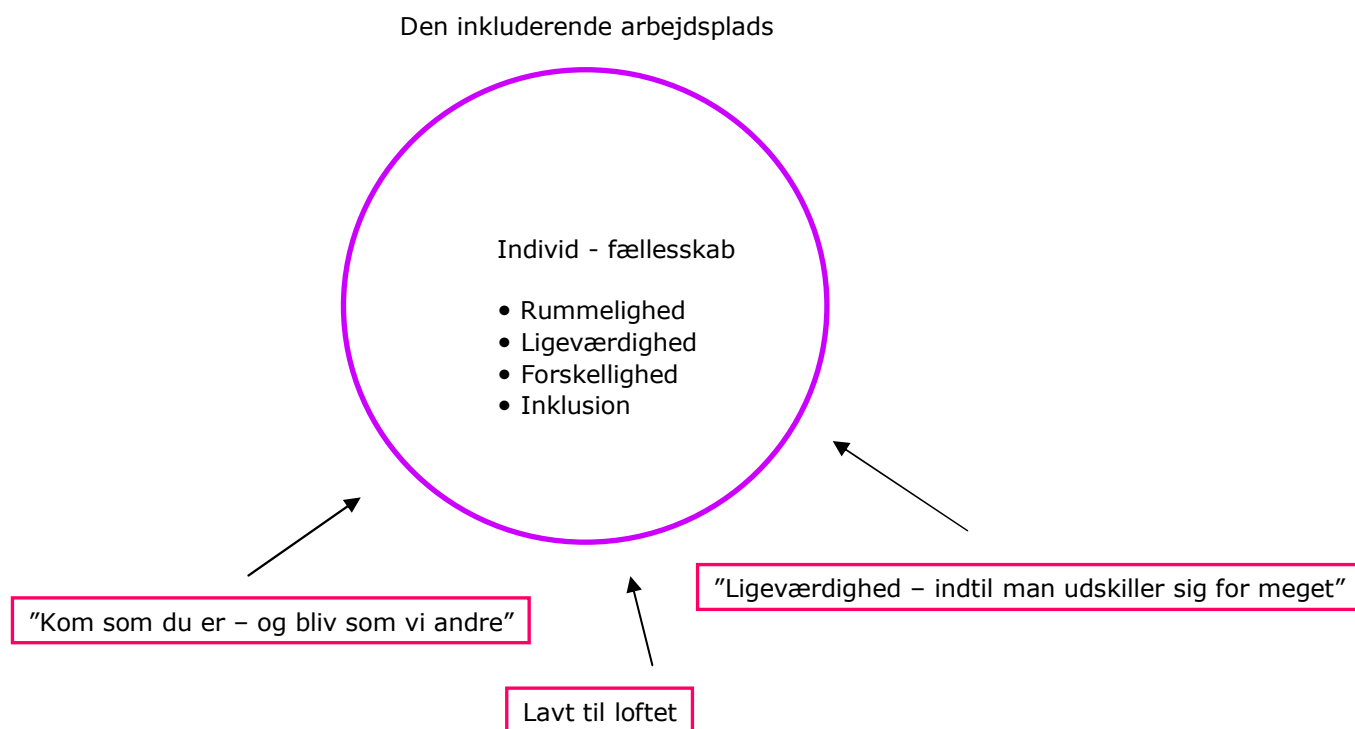 Den inkluderende arbejdsplads
Individ - fællesskab
• Rummelighed
• Ligeværdighed
• Forskellighed
• Inklusion
”Ligeværdighed – indtil man udskiller sig for meget”
”Kom som du er – og bliv som vi andre”
Lavt til loftet